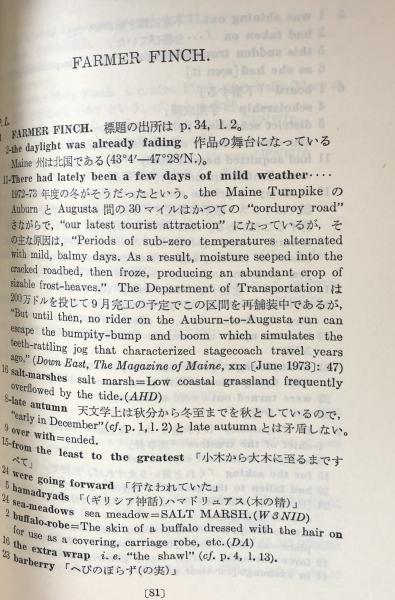 FARMER FINCH.
P. L.
1 FARMER FINCH. 標題の出所は p.34, l.2。
2-the daylight was already fading 作品の舞台になっている
Maine 州は北国である (43°4′—47°28′N.)。
11-There had lately been a few days of mild weather‥‥
1972-73 年度の冬がそうだったという。the Maine Turnpike の
Auburn と Augusta 間の30マイルはかつての "corduroy road"
さながらで, "our latest tourist attraction" になっているが, そ
の主な原因は, "Periods of sub-zero temperatures alternated
with mild, balmy days. As a result, moisture seeped into the
cracked roadbed, then froze, producing an abundant crop of
sizable frost-heaves." The Department of Transportation は
200万ドルを投じて9月完工の予定でこの区間を再舗装中であるが,
"But until then, no rider on the Auburn-to-Augusta run can
escape the bumpity-bump and boom which simulates the
teeth-rattling jog that characterized stagecoach travel years
ago." (Down East, The Magazine of Maine, XIX [June 1973]: 47)
16 salt-marshes salt marsh=Low coastal grassland frequently
overflowed by the tide. (AHD)
8-late autumn 天文学上は秋分から冬至までを秋としているので,
"early in December" (cf. p. 1, l. 2) と late autumn とは矛盾しない。
9 over with=ended.
15-from the least to the greatest 「小木から大木に至るまです
べて」
24 were going forward 「行なわれていた」
5 hamadryads 「(ギリシア神話) ハマドリュアス (木の精)」
24 sea-meadows sea meadow=SALT MARSH. (W3NID)
2 buffalo-robe=The skin of a buffalo dressed with the hair on
for use as a covering, carriage robe, etc. (DA)
16 the extra wrap i. e. "the shawl" (cf. p. 4, l. 13).
23 barberry 「へびのぼらず (の実)」
[81]